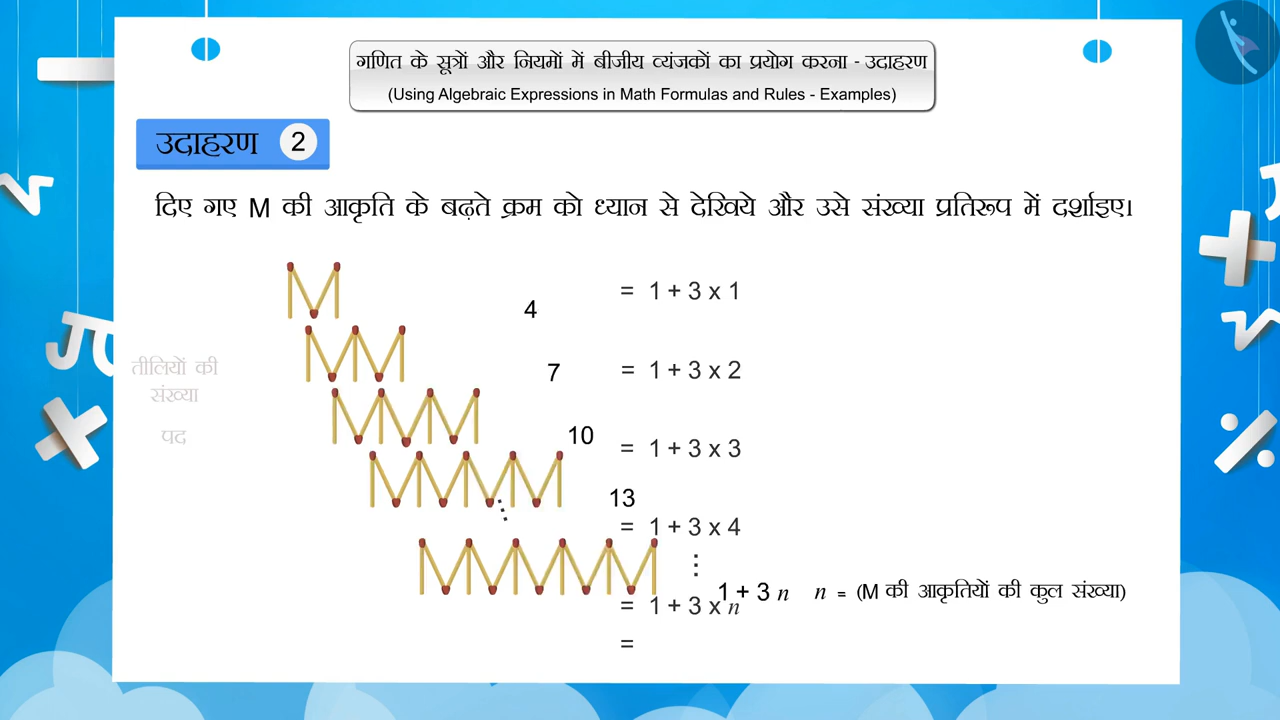 गणित के सूत्रों और नियमों में बीजीय व्यंजकों का प्रयोग करना - उदाहरण
(Using Algebraic Expressions in Math Formulas and Rules - Examples)
उदाहरण 2
दिए गए M की आकृति के बढ़ते क्रम को ध्यान से देखिये और उसे संख्या प्रतिरूप में दर्शाइए।
4 = 1 + 3 x 1
तीलियों की
संख्या
पद
7 = 1 + 3 x 2
10 = 1 + 3 x 3
13 = 1 + 3 x 4
⋮
1 + 3 n n = (M की आकृतियों की कुल संख्या)
= 1 + 3 x n
=